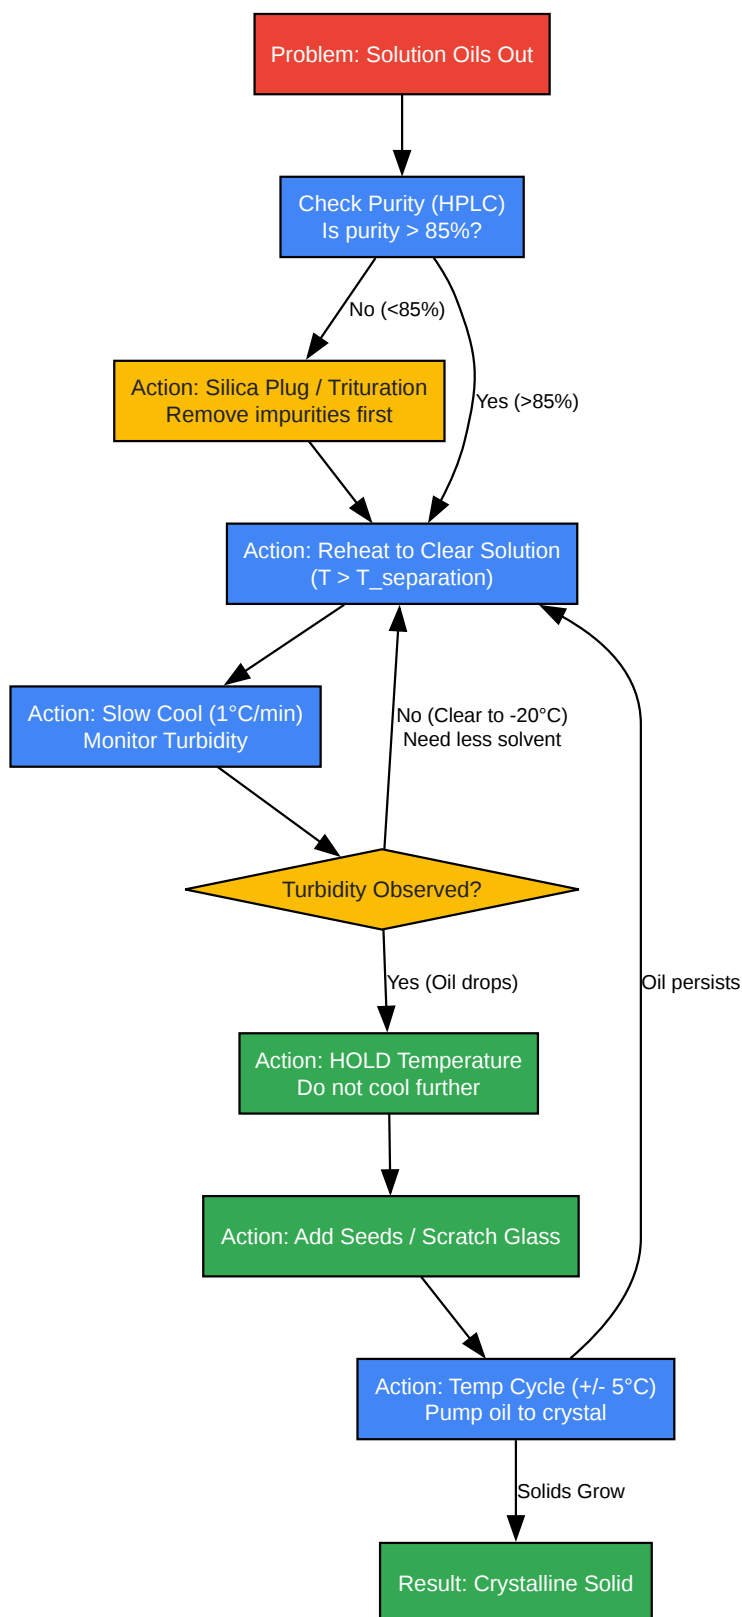 Problem: Solution Oils Out
Check Purity (HPLC)
Is purity > 85%?
No (<85%)
Action: Silica Plug / Trituration
Remove impurities first
Yes (>85%)
Action: Reheat to Clear Solution
(T > T_separation)
Action: Slow Cool (1°C/min)
Monitor Turbidity
No (Clear to -20°C)
Need less solvent
Turbidity Observed?
Yes (Oil drops)
Oil persists
Action: HOLD Temperature
Do not cool further
Action: Add Seeds / Scratch Glass
Action: Temp Cycle (+/- 5°C)
Pump oil to crystal
Solids Grow
Result: Crystalline Solid